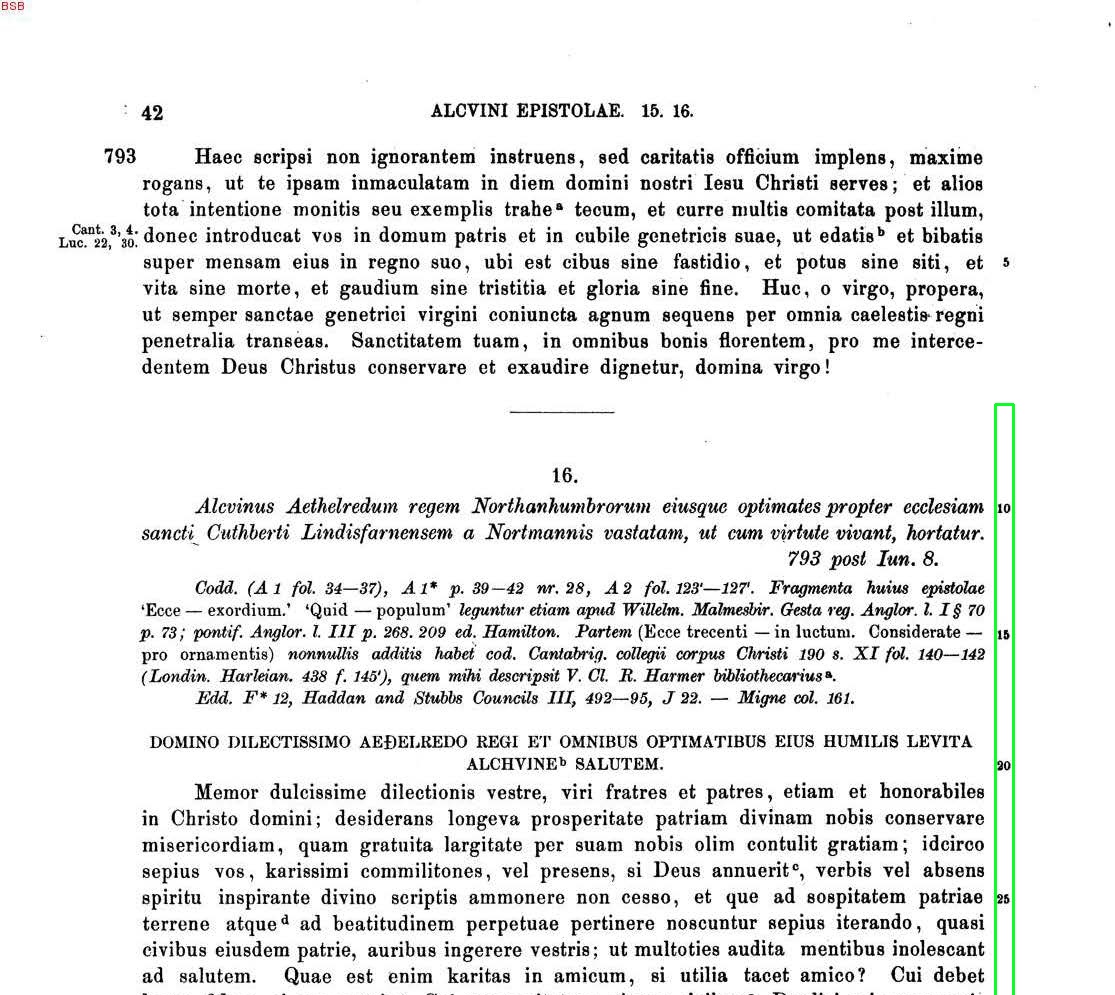 BSB
42 ALCVINI EPISTOLAE. 15. 16.
793 Haec scripsi non ignorantem instruens, sed caritatis officium implens, maxime
rogans, ut te ipsam inmaculatam in diem domini nostri Iesu Christi serves; et alios
tota intentione monitis seu exemplis traheᵃ tecum, et curre multis comitata post illum,
Cant. 3, 4. donec introducat vos in domum patris et in cubile genetricis suae, ut edatisᵇ et bibatis
Luc. 22, 30.
super mensam eius in regno suo, ubi est cibus sine fastidio, et potus sine siti, et 5
vita sine morte, et gaudium sine tristitia et gloria sine fine. Huc, o virgo, propera,
ut semper sanctae genetrici virgini coniuncta agnum sequens per omnia caelestis regni
penetralia transeas. Sanctitatem tuam, in omnibus bonis florentem, pro me interce-
dentem Deus Christus conservare et exaudire dignetur, domina virgo!
16.
Alcvinus Aethelredum regem Northanhumbrorum eiusque optimates propter ecclesiam 10
sancti Cuthberti Lindisfarnensem a Nortmannis vastatam, ut cum virtute vivant, hortatur.
793 post Iun. 8.
Codd. (A 1 fol. 34—37), A 1* p. 39—42 nr. 28, A 2 fol. 123'—127'. Fragmenta huius epistolae
‘Ecce — exordium.’ ‘Quid — populum’ leguntur etiam apud Willelm. Malmesbir. Gesta reg. Anglor. l. I § 70
p. 73; pontif. Anglor. l. III p. 268. 209 ed. Hamilton. Partem (Ecce trecenti — in luctum. Considerate — 15
pro ornamentis) nonnullis additis habet cod. Cantabrig. collegii corpus Christi 190 s. XI fol. 140—142
(Londin. Harleian. 438 f. 145'), quem mihi descripsit V. Cl. R. Harmer bibliothecariusᵃ.
Edd. F* 12, Haddan and Stubbs Councils III, 492—95, J 22. — Migne col. 161.
DOMINO DILECTISSIMO AEÐELREDO REGI ET OMNIBUS OPTIMATIBUS EIUS HUMILIS LEVITA
ALCHVINEᵇ SALUTEM. 20
Memor dulcissime dilectionis vestre, viri fratres et patres, etiam et honorabiles
in Christo domini; desiderans longeva prosperitate patriam divinam nobis conservare
misericordiam, quam gratuita largitate per suam nobis olim contulit gratiam; idcirco
sepius vos, karissimi commilitones, vel presens, si Deus annueritᶜ, verbis vel absens
spiritu inspirante divino scriptis ammonere non cesso, et que ad sospitatem patriae 25
terrene atqueᵈ ad beatitudinem perpetuae pertinere noscuntur sepius iterando, quasi
civibus eiusdem patrie, auribus ingerere vestris; ut multoties audita mentibus inolescant
ad salutem. Quae est enim karitas in amicum, si utilia tacet amico? Cui debet